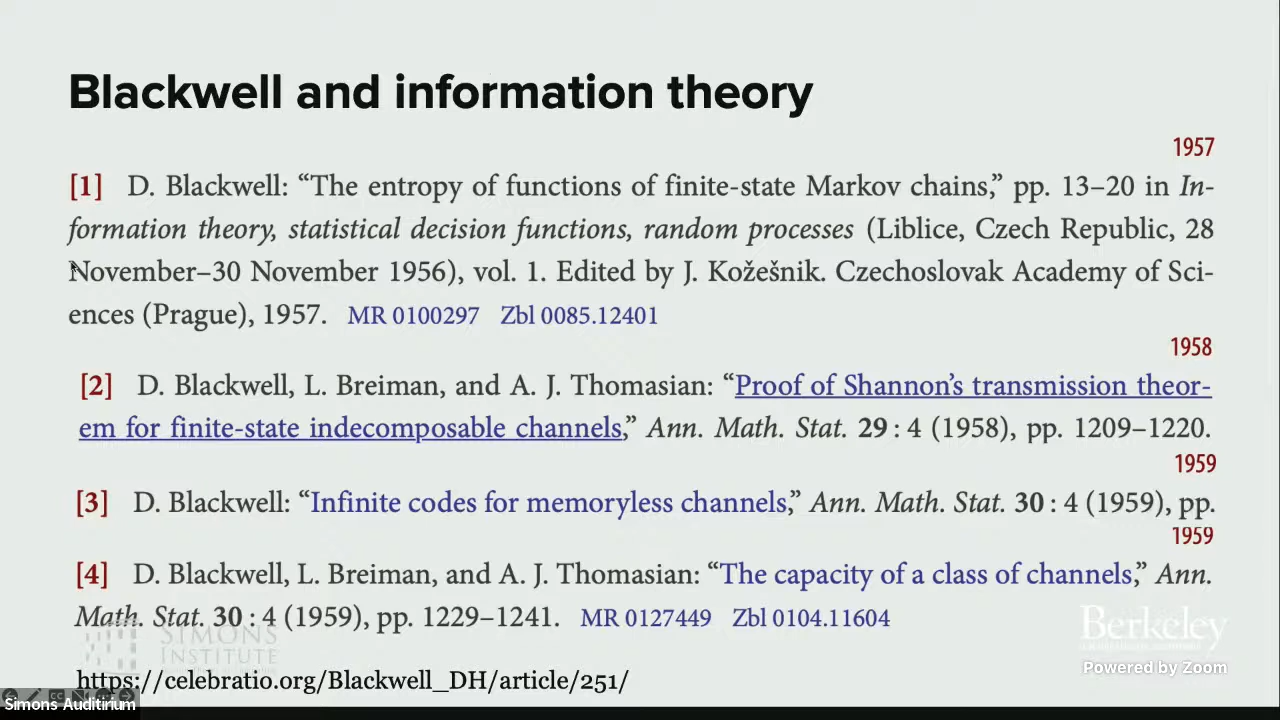 Blackwell and information theory
1957
[1] D. Blackwell: “The entropy of functions of finite-state Markov chains,” pp. 13–20 in In-
formation theory, statistical decision functions, random processes (Liblice, Czech Republic, 28
November–30 November 1956), vol. 1. Edited by J. Kožešnik. Czechoslovak Academy of Sci-
ences (Prague), 1957. MR 0100297 Zbl 0085.12401
1958
[2] D. Blackwell, L. Breiman, and A. J. Thomasian: “Proof of Shannon’s transmission theor-
em for finite-state indecomposable channels,” Ann. Math. Stat. 29 : 4 (1958), pp. 1209–1220.
1959
[3] D. Blackwell: “Infinite codes for memoryless channels,” Ann. Math. Stat. 30 : 4 (1959), pp.
1959
[4] D. Blackwell, L. Breiman, and A. J. Thomasian: “The capacity of a class of channels,” Ann.
Math. Stat. 30 : 4 (1959), pp. 1229–1241. MR 0127449 Zbl 0104.11604
SIMONS
INSTITUTE
Berkeley
Powered by Zoom
https://celebratio.org/Blackwell_DH/article/251/
Simons Auditirium